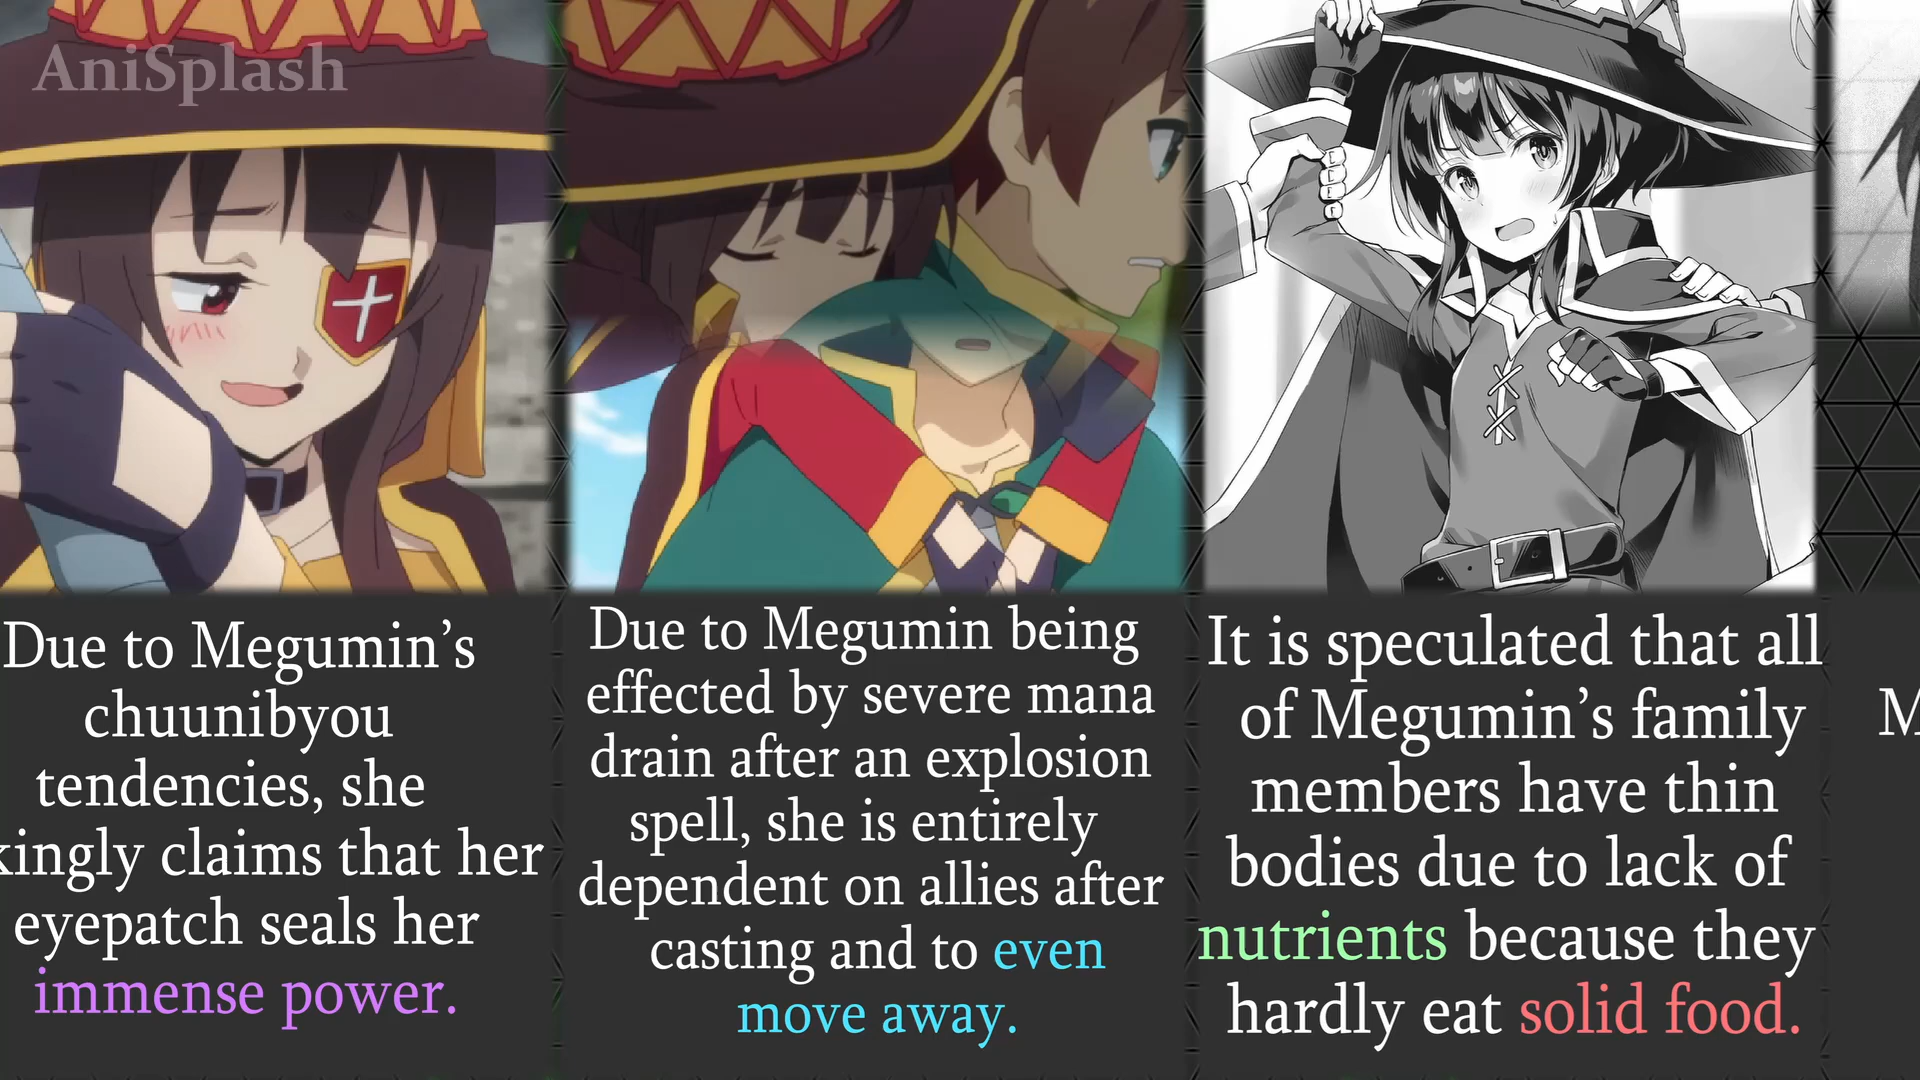 AniSplash
Due to Megumin's
chuunibyou
tendencies, she
kingly claims that her
eyepatch seals her
immense power.
Due to Megumin being
effected by severe mana
drain after an explosion
spell, she is entirely
dependent on allies after
casting and to even
move away.
It is speculated that all
of Megumin's family
members have thin
bodies due to lack of
nutrients because they
hardly eat solid food.
M